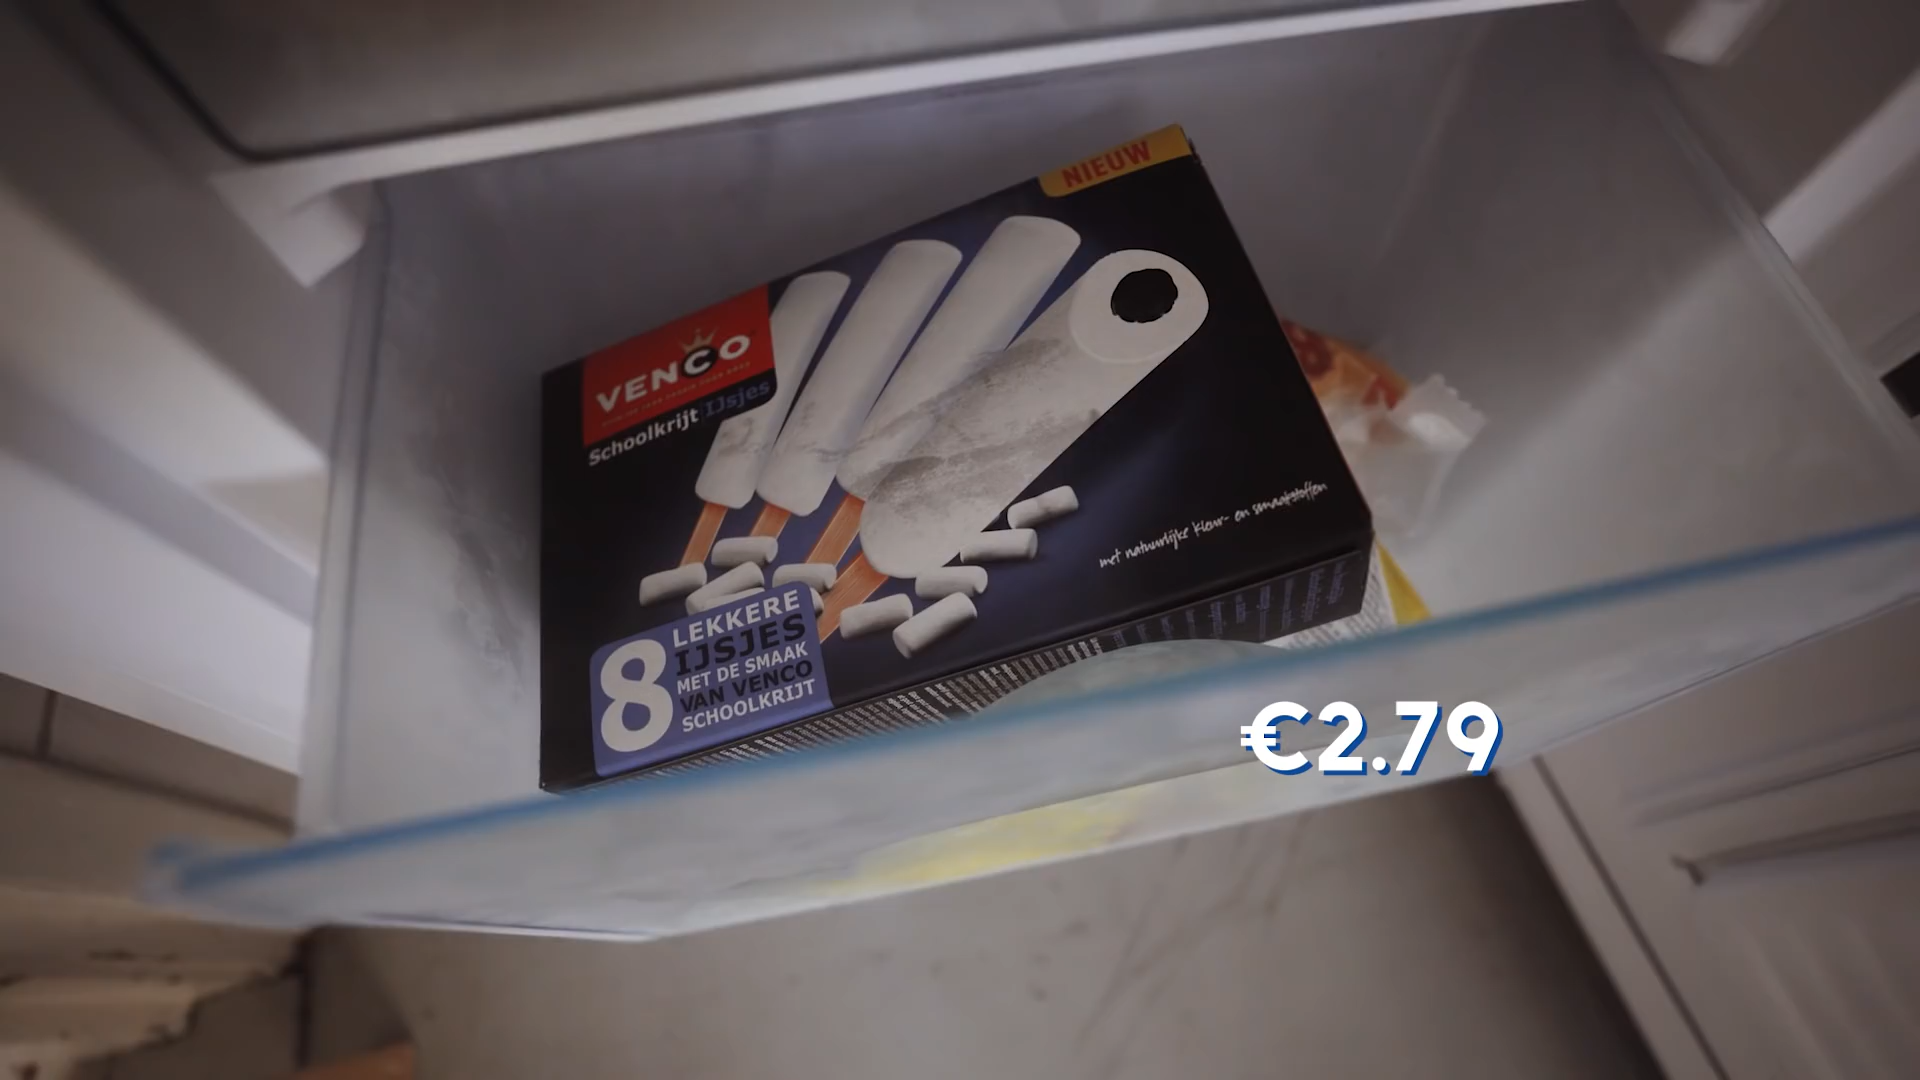 NIEUW
VENCO
Schoolkrijt IJsjes
met natuurlijke kleur- en smaakstoffen
8 LEKKERE
IJSJES
MET DE SMAAK
VAN VENCO
SCHOOLKRIJT
€2.79